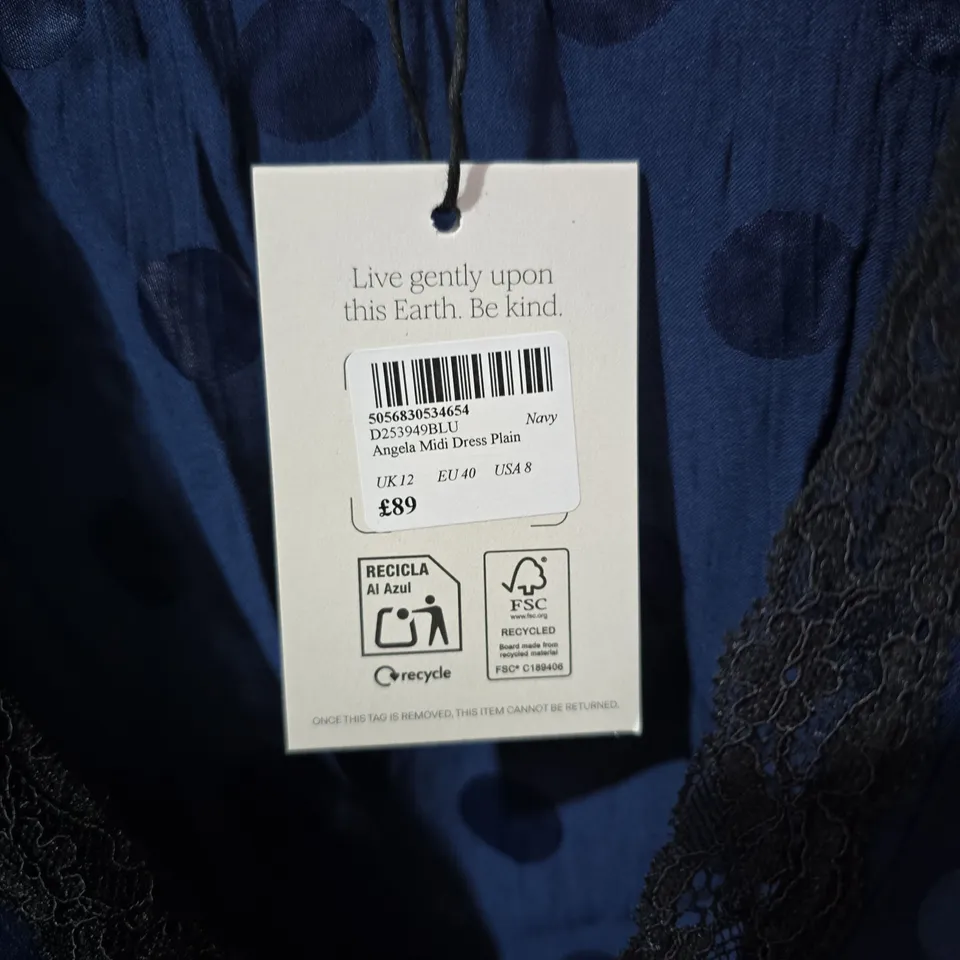 Live gently upon
this Earth. Be kind.
5056830534654
D253949BLU Navy
Angela Midi Dress Plain
UK 12 EU 40 USA 8
£89
RECICLA
Al Azul
recycle
FSC
www.fsc.org
RECYCLED
Board made from
recycled material
FSC® C189406
ONCE THIS TAG IS REMOVED, THIS ITEM CANNOT BE RETURNED.